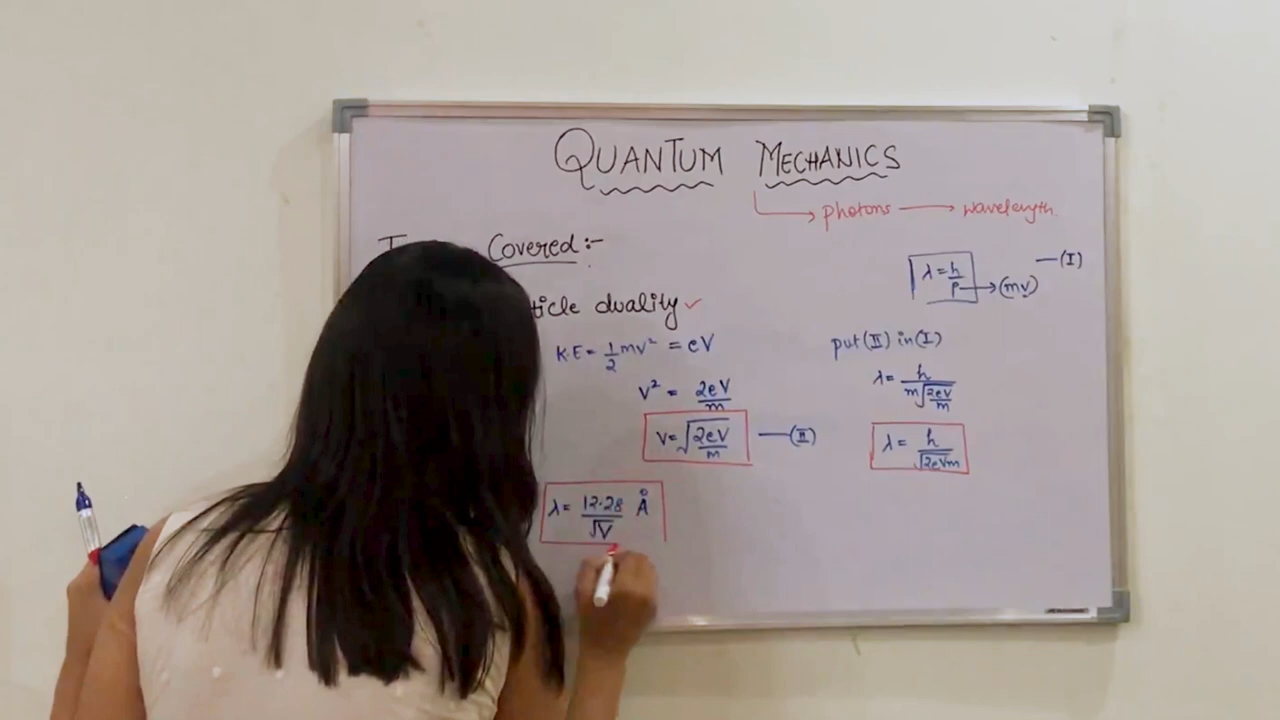 QUANTUM MECHANICS
photons → wavelength
Covered :-
ticle duality ✓
λ = h/p → (mv) —(I)
K.E = 1/2 mv² = eV
v² = 2eV/m
v = √(2eV/m) —(II)
put (II) in (I)
λ = h/(m√(2eV/m))
λ = h/√(2eVm)
λ = 12.28/√V Å